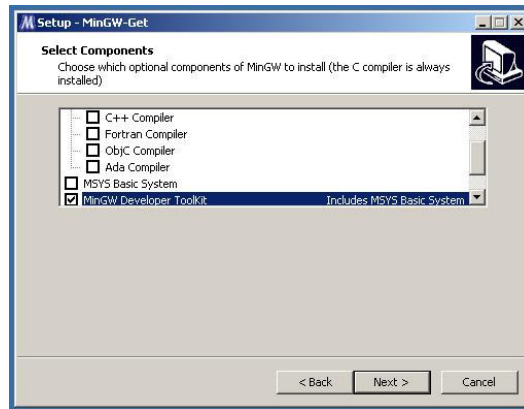 Setup - MinGW-Get
Select Components
Choose which optional components of MinGW to install (the C compiler is always
installed)
C++ Compiler
Fortran Compiler
ObjC Compiler
Ada Compiler
MSYS Basic System
MinGW Developer ToolKit Includes MSYS Basic System
< Back Next > Cancel